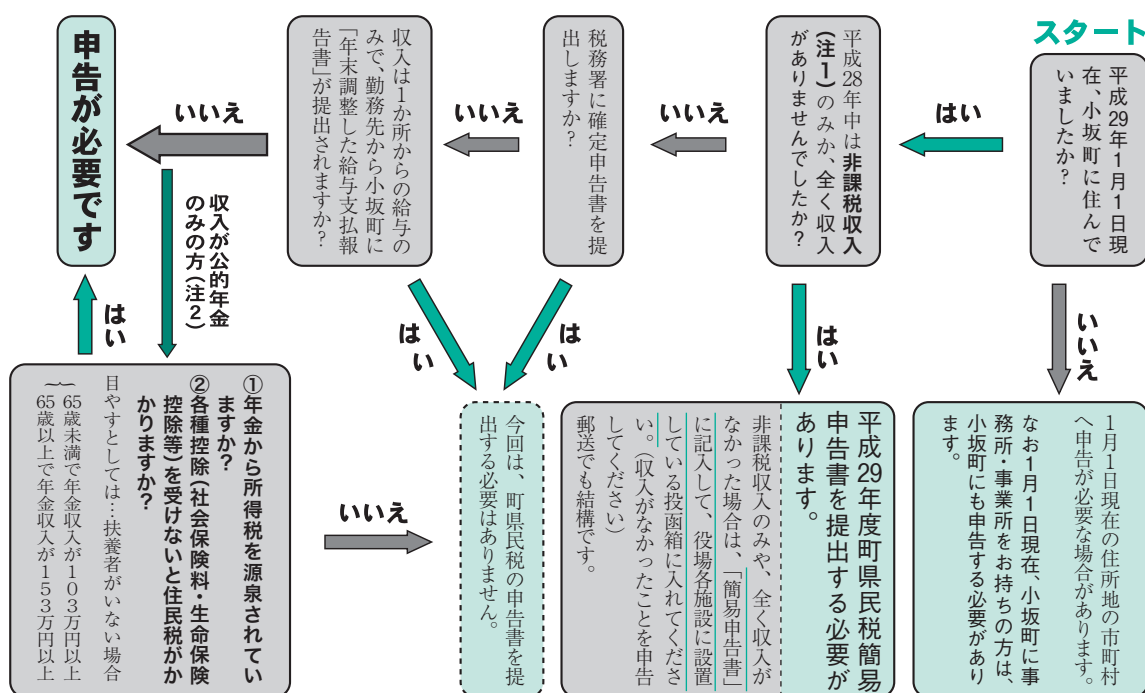 スタート
平成29年1月1日現
在、小坂町に住んで
いましたか？
はい
いいえ
1月1日現在の住所地の市町村
へ申告が必要な場合があります。
なお1月1日現在、小坂町に事
務所・事業所をお持ちの方は、
小坂町にも申告する必要があり
ます。
平成28年中は非課税収入
(注1)のみか、全く収入
がありませんでしたか？
はい
平成29年度町県民税簡易
申告書を提出する必要が
あります。
非課税収入のみや、全く収入が
なかった場合は、「簡易申告書」
に記入して、役場各施設に設置
している投函箱に入れてくださ
い。（収入がなかったことを申告
してください）
郵送でも結構です。
いいえ
税務署に確定申告書を提
出しますか？
はい
いいえ
収入は1か所からの給与の
みで、勤務先から小坂町に
「年末調整した給与支払報
告書」が提出されますか？
はい
今回は、町県民税の申告書を提
出する必要はありません。
いいえ
申告が必要です
収入が公的年金
のみの方(注2)
①年金から所得税を源泉されてい
ますか？
②各種控除(社会保険料・生命保険
控除等)を受けないと住民税がか
かりますか？
目やすとしては…扶養者がいない場合
65歳未満で年金収入が１０３万円以上
65歳以上で年金収入が１５３万円以上
はい
いいえ